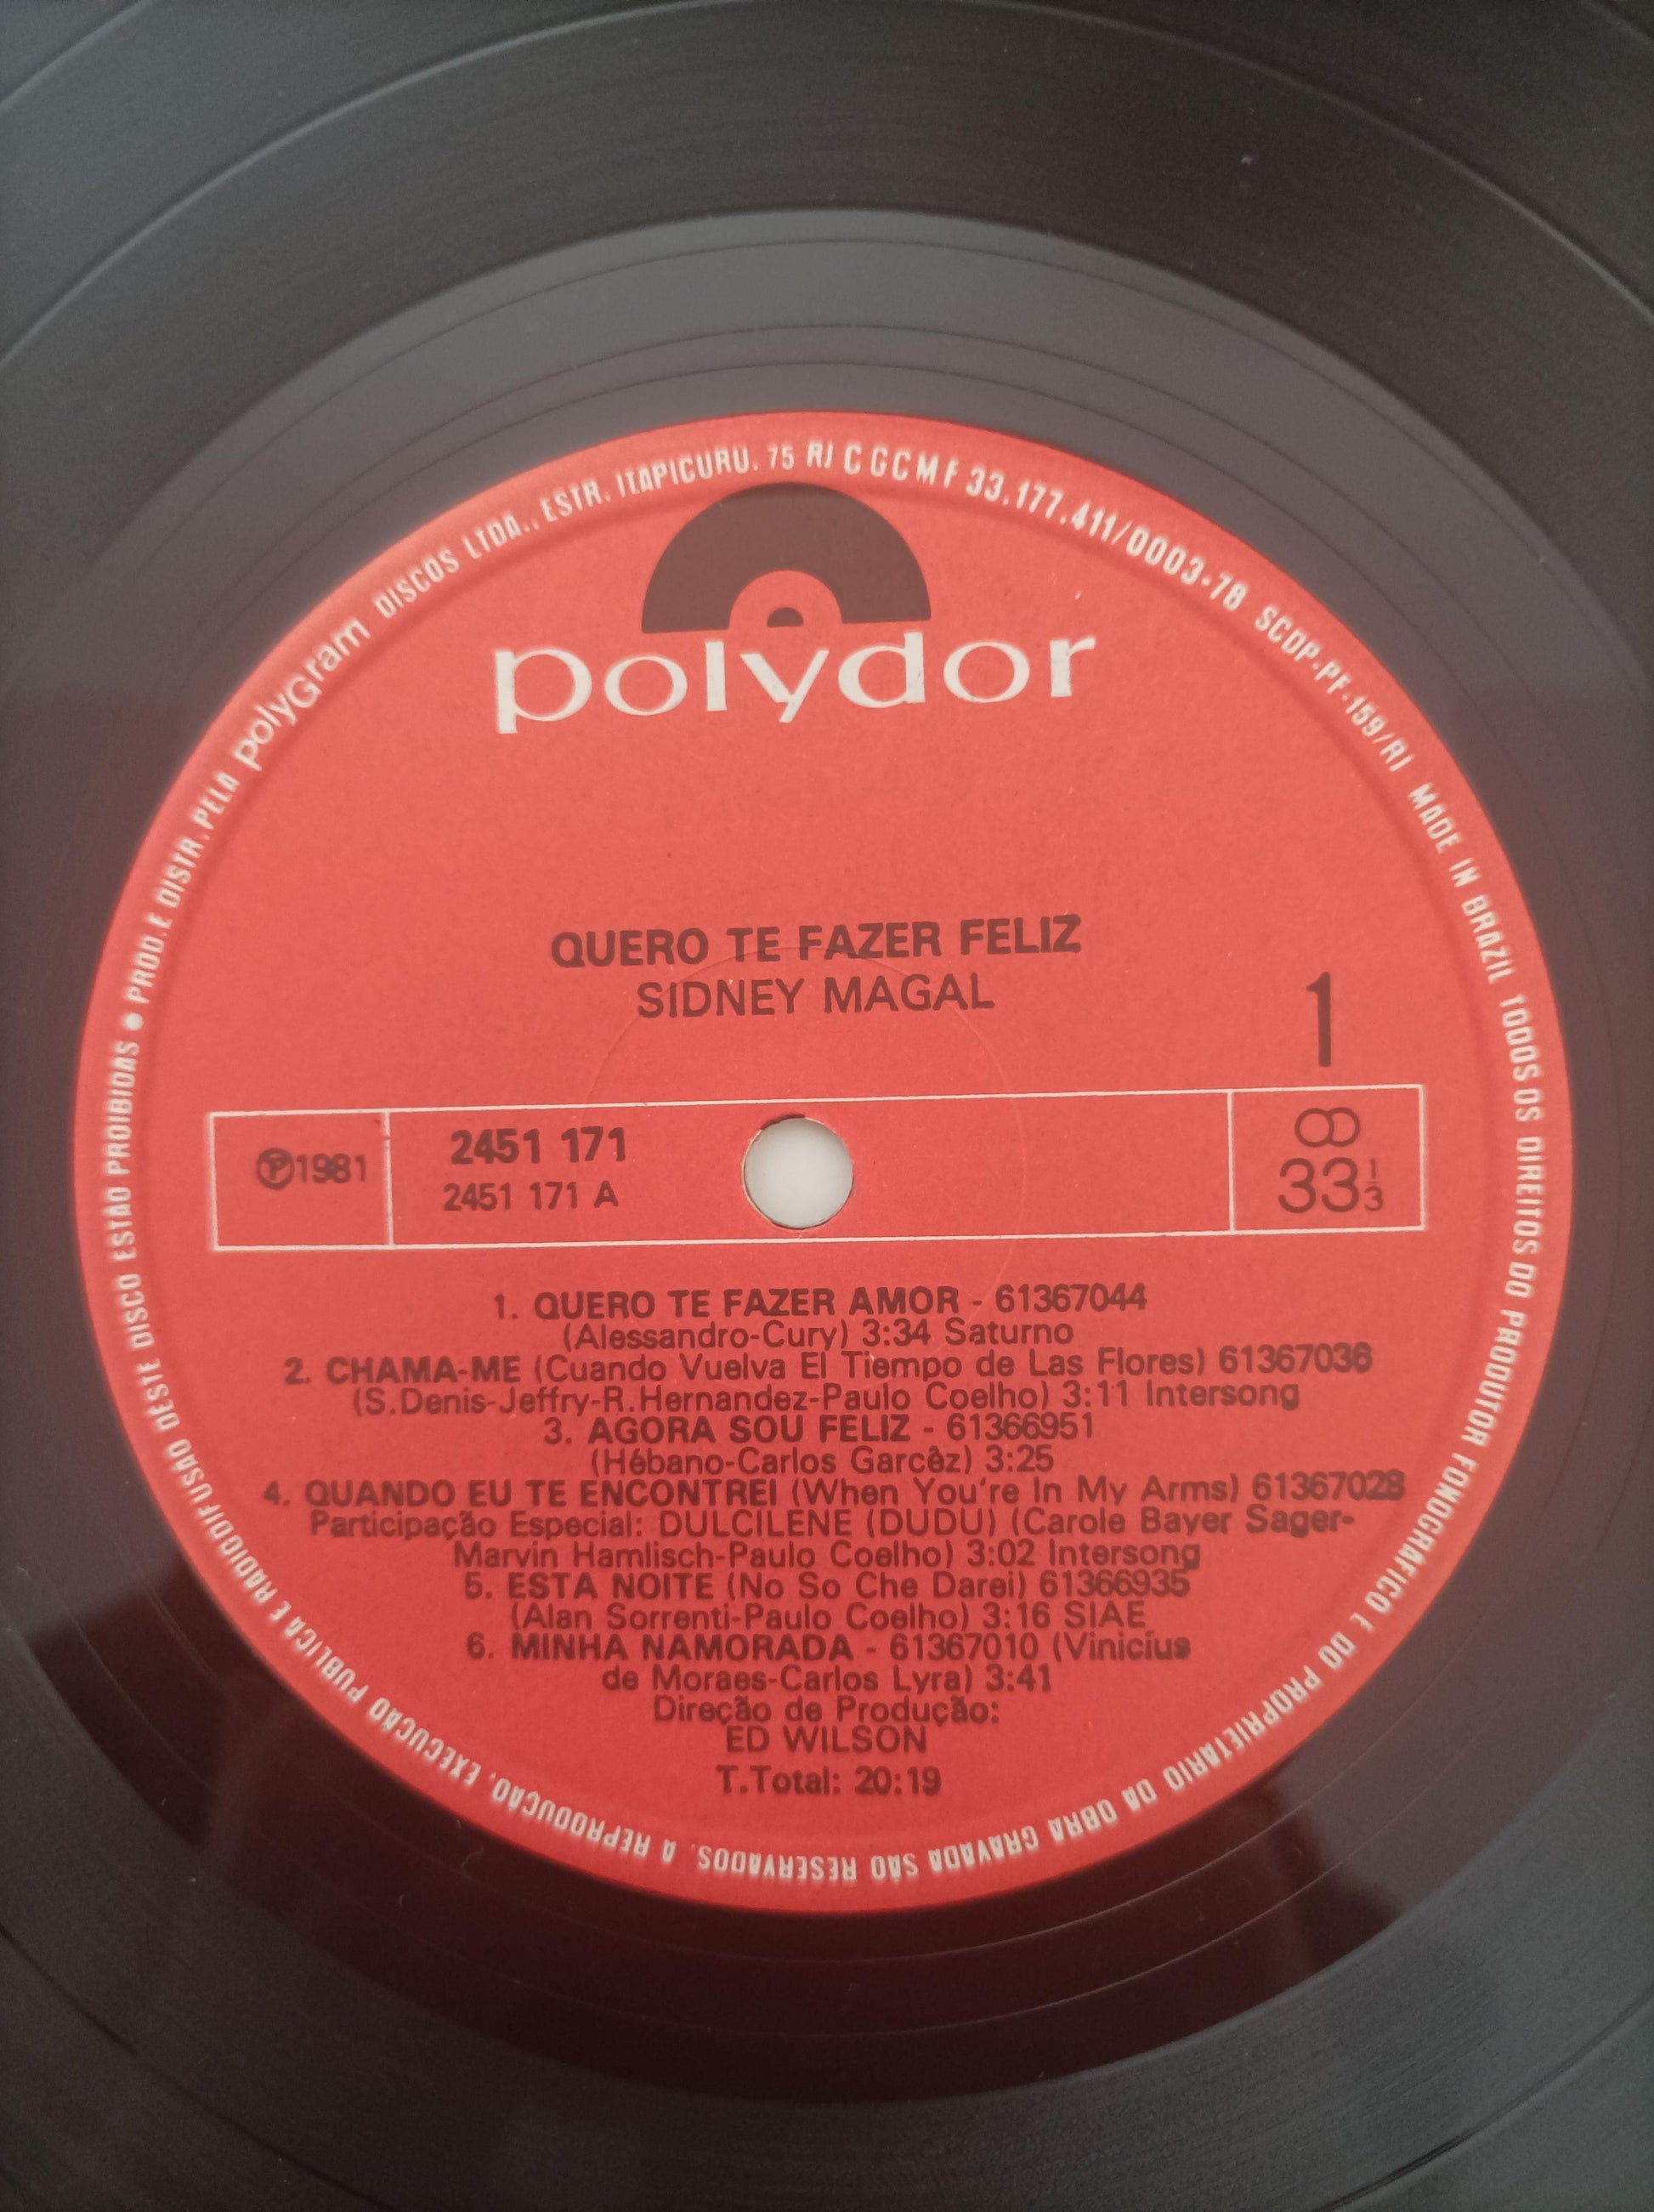 PROD. E DISTR. PELA polyGram DISCOS LTDA., ESTR. ITAPICURU, 75 RJ CGCMF 33.177.411/0003-78 SCDP-PF-159/RJ MADE IN BRAZIL TODOS OS DIREITOS DO PRODUTOR FONOGRAFICO E DO PROPRIETARIO DA OBRA GRAVADA SÃO RESERVADOS. A REPRODUÇÃO, EXECUÇÃO PUBLICA E RADIODIFUSÃO DESTE DISCO ESTÃO PROIBIDAS •
polydor
QUERO TE FAZER FELIZ
SIDNEY MAGAL
1
Ⓟ1981
2451 171
2451 171 A
33 1/3
1. QUERO TE FAZER AMOR - 61367044
(Alessandro-Cury) 3:34 Saturno
2. CHAMA-ME (Cuando Vuelva El Tiempo de Las Flores) 61367036
(S.Denis-Jeffry-R.Hernandez-Paulo Coelho) 3:11 Intersong
3. AGORA SOU FELIZ - 61366951
(Hébano-Carlos Garcêz) 3:25
4. QUANDO EU TE ENCONTREI (When You're In My Arms) 61367028
Participação Especial: DULCILENE (DUDU) (Carole Bayer Sager-
Marvin Hamlisch-Paulo Coelho) 3:02 Intersong
5. ESTA NOITE (No So Che Darei) 61366935
(Alan Sorrenti-Paulo Coelho) 3:16 SIAE
6. MINHA NAMORADA - 61367010 (Vinicíus
de Moraes-Carlos Lyra) 3:41
Direção de Produção:
ED WILSON
T.Total: 20:19